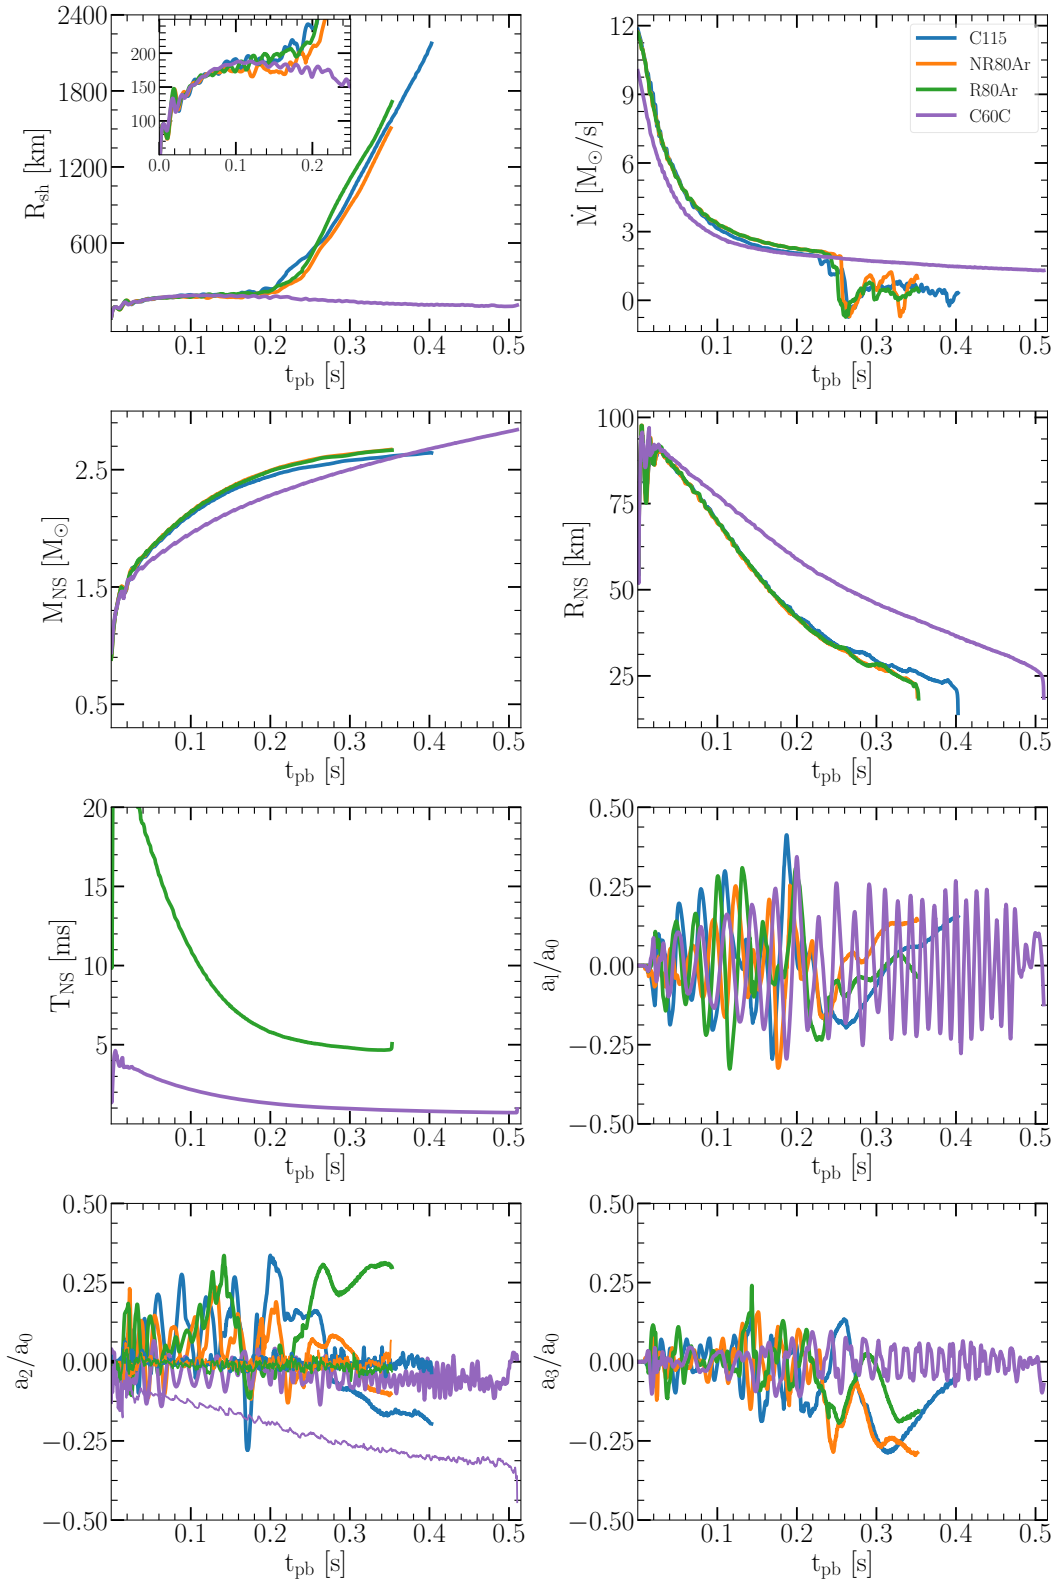 2400
1800
1200
600
R_sh [km]
200
150
100
0.0 0.1 0.2
0.1 0.2 0.3 0.4 0.5
t_pb [s]
12
9
6
3
0
Ṁ [M_⊙/s]
C115
NR80Ar
R80Ar
C60C
0.1 0.2 0.3 0.4 0.5
t_pb [s]
2.5
1.5
0.5
M_NS [M_⊙]
0.1 0.2 0.3 0.4 0.5
t_pb [s]
100
75
50
25
R_NS [km]
0.1 0.2 0.3 0.4 0.5
t_pb [s]
20
15
10
5
T_NS [ms]
0.1 0.2 0.3 0.4 0.5
t_pb [s]
0.50
0.25
0.00
−0.25
−0.50
a_1/a_0
0.1 0.2 0.3 0.4 0.5
t_pb [s]
0.50
0.25
0.00
−0.25
−0.50
a_2/a_0
0.1 0.2 0.3 0.4 0.5
t_pb [s]
0.50
0.25
0.00
−0.25
−0.50
a_3/a_0
0.1 0.2 0.3 0.4 0.5
t_pb [s]